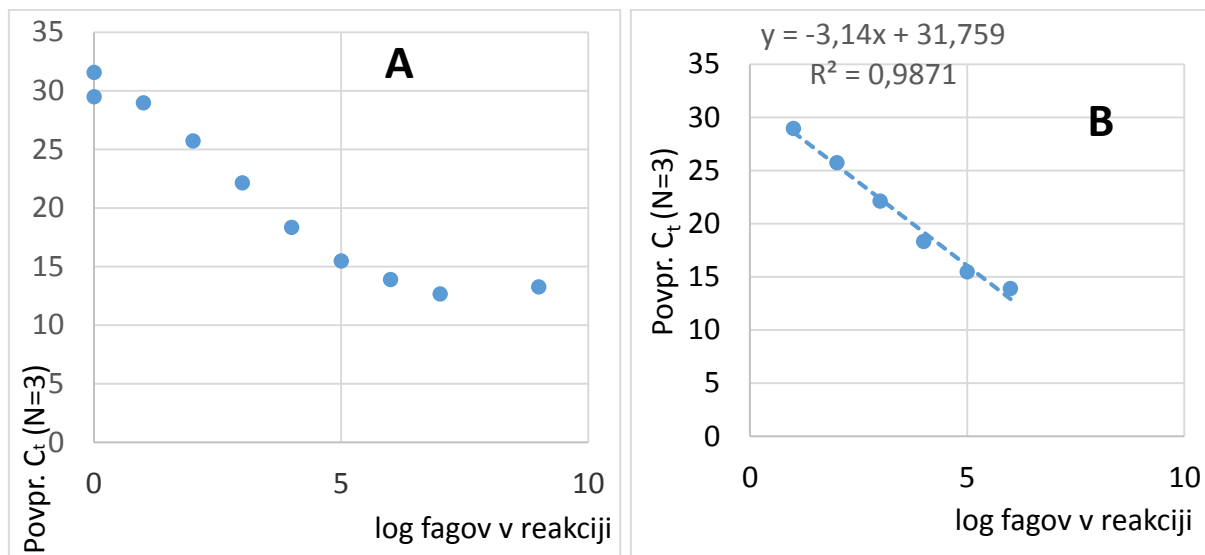 A
35
30
25
20
15
10
5
0
0 5 10
Povpr. Cₜ (N=3)
log fagov v reakciji
y = -3,14x + 31,759
R² = 0,9871
B
35
30
25
20
15
10
5
0
0 5 10
Povpr. Cₜ (N=3)
log fagov v reakciji